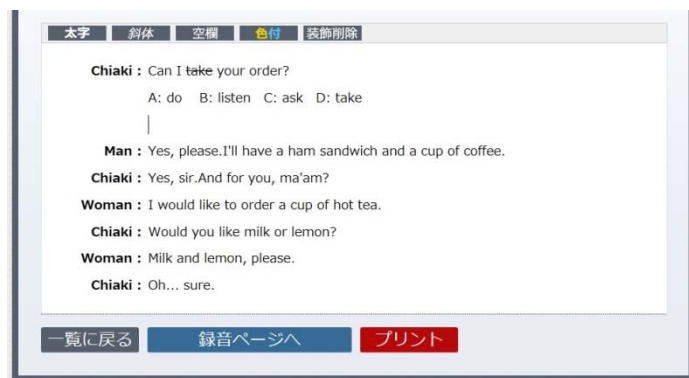 太字 斜体 空欄 色付 装飾削除
Chiaki : Can I take your order?
A: do B: listen C: ask D: take
Man : Yes, please.I'll have a ham sandwich and a cup of coffee.
Chiaki : Yes, sir.And for you, ma'am?
Woman : I would like to order a cup of hot tea.
Chiaki : Would you like milk or lemon?
Woman : Milk and lemon, please.
Chiaki : Oh... sure.
一覧に戻る 録音ページへ プリント